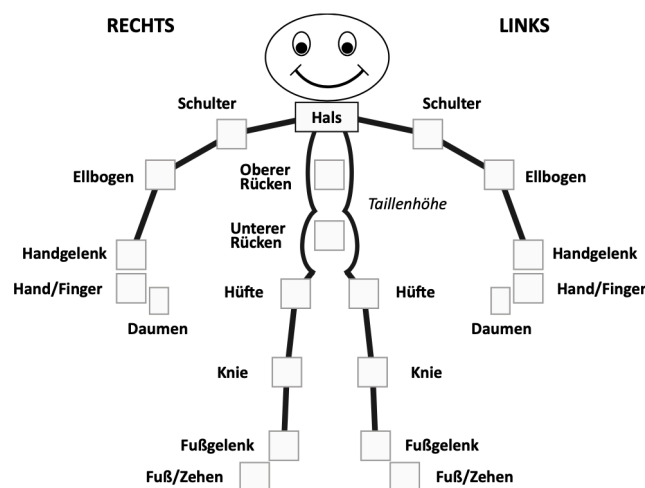 RECHTS
LINKS
Schulter
Schulter
Hals
Ellbogen
Oberer
Rücken
Ellbogen
Taillenhöhe
Unterer
Rücken
Handgelenk
Handgelenk
Hand/Finger
Hüfte
Hüfte
Hand/Finger
Daumen
Daumen
Knie
Knie
Fußgelenk
Fußgelenk
Fuß/Zehen
Fuß/Zehen